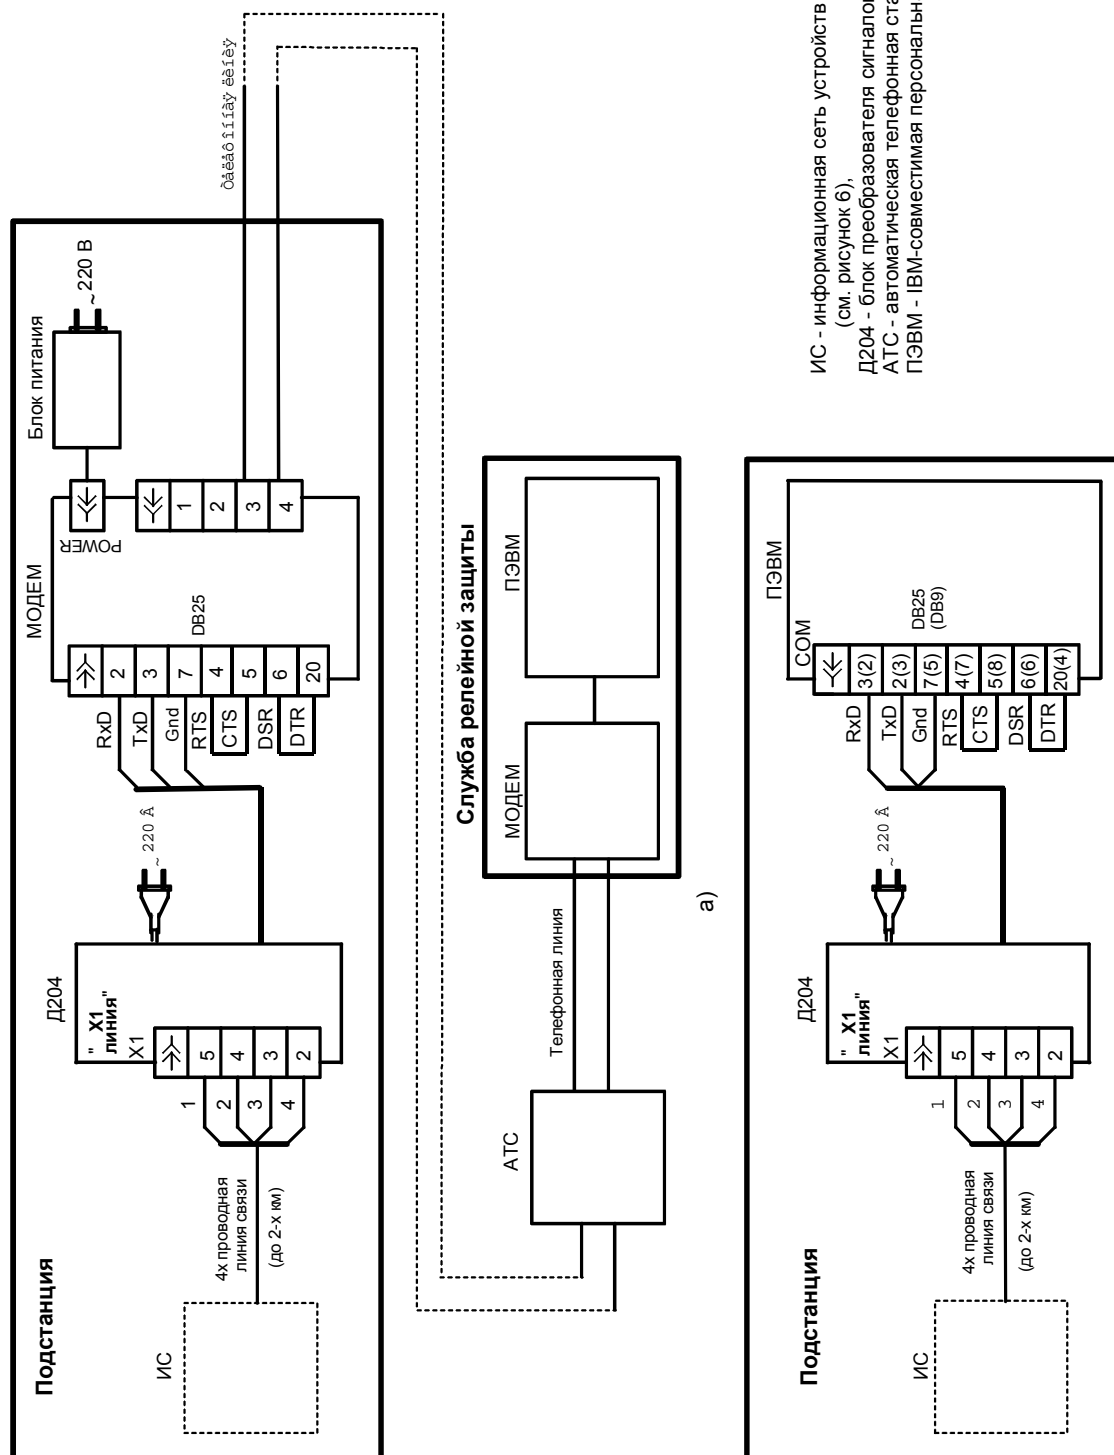 Подстанция
ИС
4х проводная
линия связи
(до 2-х км)
1
2
3
4
Д204
" X1
линия"
X1
5
4
3
2
~ 220 Â
RxD
TxD
Gnd
RTS
CTS
DSR
DTR
МОДЕМ
DB25
2
3
7
4
5
6
20
POWER
1
2
3
4
Блок питания
~220 В
АТС
Телефонная линия
Служба релейной защиты
МОДЕМ
ПЭВМ
а)
Подстанция
ИС
4х проводная
линия связи
(до 2-х км)
1
2
3
4
Д204
" X1
линия"
X1
5
4
3
2
~ 220 Â
RxD
TxD
Gnd
RTS
CTS
DSR
DTR
ПЭВМ
COM
DB25
(DB9)
3(2)
2(3)
7(5)
4(7)
5(8)
6(6)
20(4)
ИС - информационная сеть устройств
(см. рисунок 6),
Д204 - блок преобразователя
АТС - автоматическая телефонная
ПЭВМ - IBM-совместимая